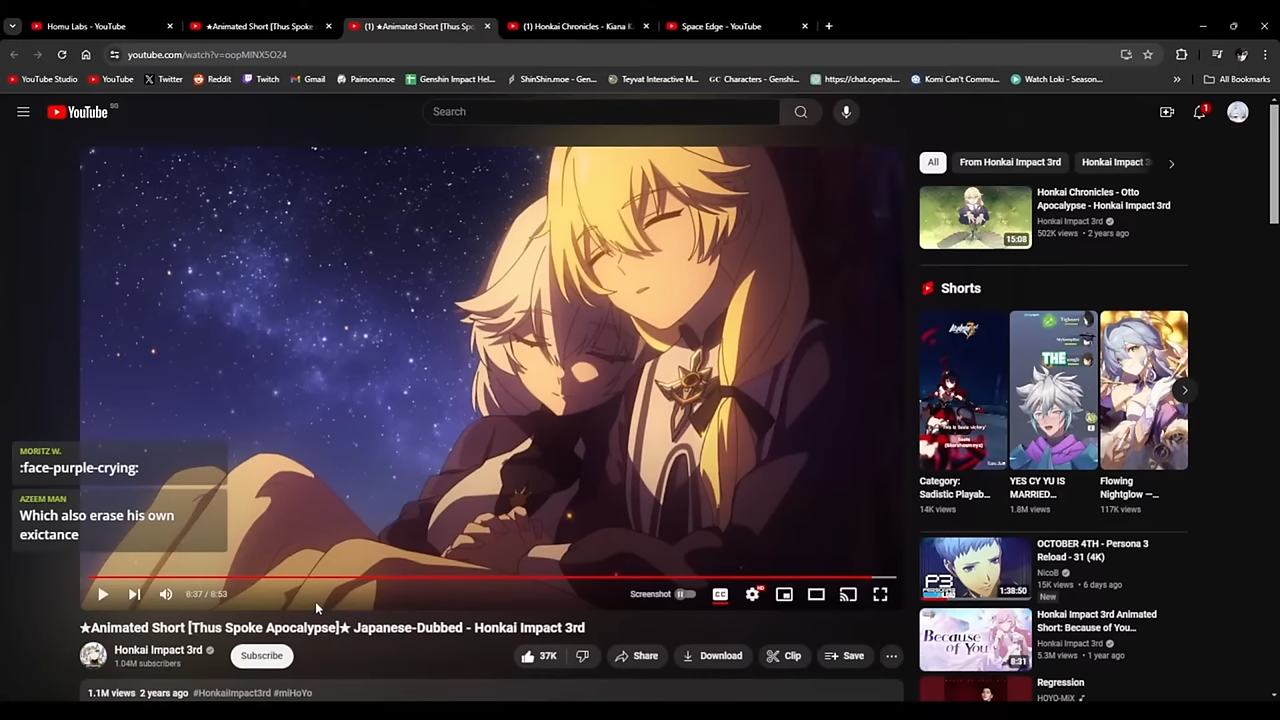 Homu Labs - YouTube
★Animated Short [Thus Spoke
(1) ★Animated Short [Thus Sp
(1) Honkai Chronicles - Kiana K
Space Edge - YouTube
youtube.com/watch?v=oopMINX5O24
YouTube Studio
YouTube
Twitter
Reddit
Twitch
Gmail
Paimon.moe
Genshin Impact Hel...
ShinShin.moe - Gen...
Teyvat Interactive M...
GC Characters - Genshi...
https://chat.openai....
Komi Can't Commu...
Watch Loki - Season...
All Bookmarks
YouTube SG
Search
1
All
From Honkai Impact 3rd
Honkai Impact 3
Honkai Chronicles - Otto
Apocalypse - Honkai Impact 3rd
Honkai Impact 3rd
502K views • 2 years ago
15:08
Shorts
THE
Category:
Sadistic Playab...
14K views
YES CY YU IS
MARRIED...
1.8M views
Flowing
Nightglow —...
117K views
MORITZ W.
:face-purple-crying:
AZEEM MAN
Which also erase his own
exictance
6:37 / 8:53
Screenshot
CC
HD
★Animated Short [Thus Spoke Apocalypse]★ Japanese-Dubbed - Honkai Impact 3rd
Honkai Impact 3rd
1.04M subscribers
Subscribe
37K
Share
Download
Clip
Save
1.1M views 2 years ago #HonkaiImpact3rd #miHoYo
OCTOBER 4TH - Persona 3
Reload - 31 (4K)
NicoB
15K views • 6 days ago
New
P3
1:38:50
Honkai Impact 3rd Animated
Short: Because of You...
Honkai Impact 3rd
5.3M views • 1 year ago
Because
of You
8:31
Regression
HOYO-MiX